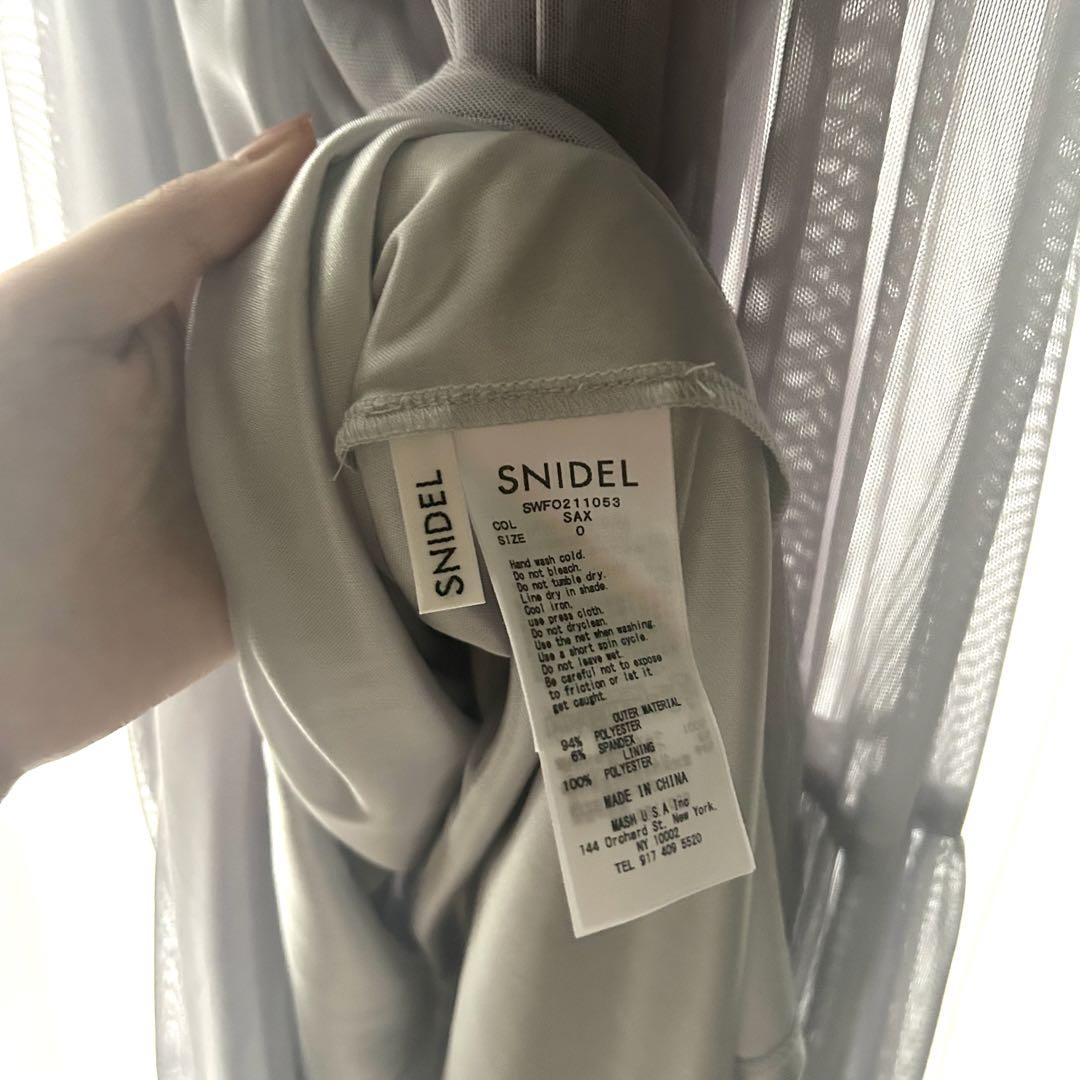 SNIDEL
SNIDEL
SWFO211053
COL SAX
SIZE 0
Hand wash cold.
Do not bleach.
Do not tumble dry.
Line dry in shade.
Cool iron.
use press cloth.
Do not dryclean.
Use the net when washing.
Use a short spin cycle.
Do not leave wet.
Be careful not to expose
to friction or let it
get caught.
OUTER MATERIAL
94% POLYESTER
6% SPANDEX
LINING
100% POLYESTER
MADE IN CHINA
MASH U.S.A Inc
144 Orchard St. New York.
NY 10002
TEL 917 409 5520